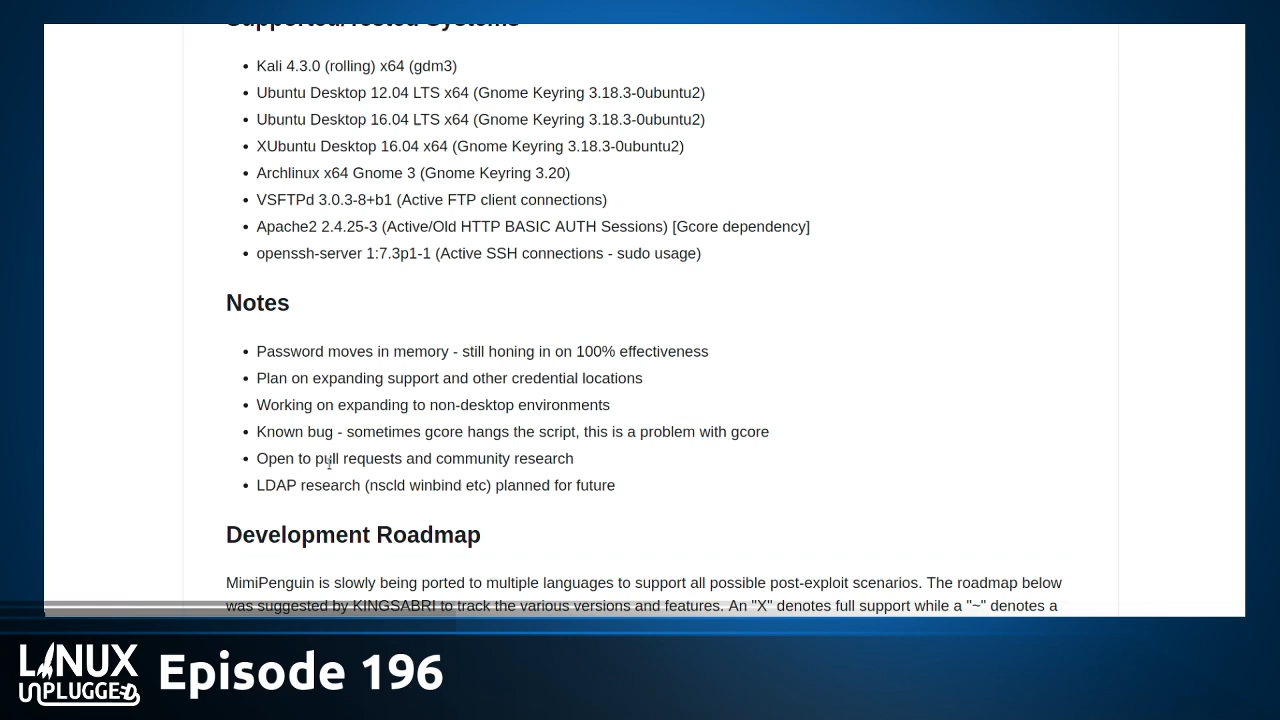 Supported/Tested Systems
• Kali 4.3.0 (rolling) x64 (gdm3)
• Ubuntu Desktop 12.04 LTS x64 (Gnome Keyring 3.18.3-0ubuntu2)
• Ubuntu Desktop 16.04 LTS x64 (Gnome Keyring 3.18.3-0ubuntu2)
• XUbuntu Desktop 16.04 x64 (Gnome Keyring 3.18.3-0ubuntu2)
• Archlinux x64 Gnome 3 (Gnome Keyring 3.20)
• VSFTPd 3.0.3-8+b1 (Active FTP client connections)
• Apache2 2.4.25-3 (Active/Old HTTP BASIC AUTH Sessions) [Gcore dependency]
• openssh-server 1:7.3p1-1 (Active SSH connections - sudo usage)
Notes
• Password moves in memory - still honing in on 100% effectiveness
• Plan on expanding support and other credential locations
• Working on expanding to non-desktop environments
• Known bug - sometimes gcore hangs the script, this is a problem with gcore
• Open to pull requests and community research
• LDAP research (nscld winbind etc) planned for future
Development Roadmap
MimiPenguin is slowly being ported to multiple languages to support all possible post-exploit scenarios. The roadmap below
was suggested by KINGSABRI to track the various versions and features. An "X" denotes full support while a "~" denotes a
LINUX
UNPLUGGED
Episode 196